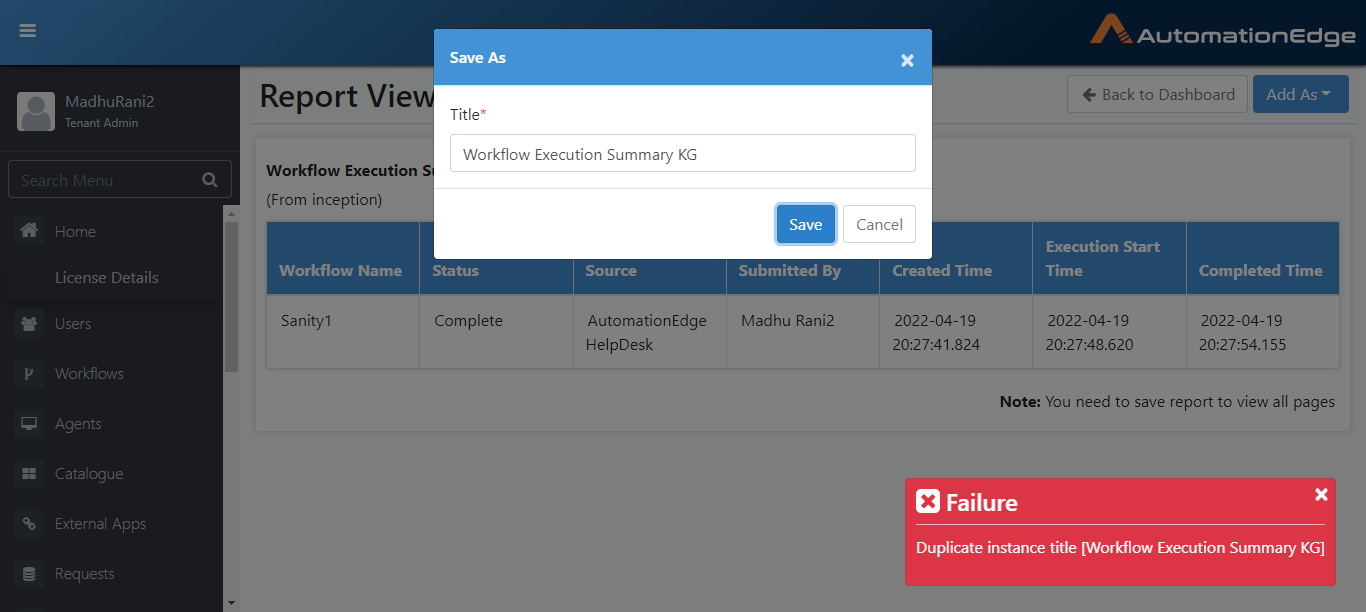 AutomationEdge
Save As
×
MadhuRani2
Tenant Admin
Report View
Back to Dashboard
Add As
Title*
Workflow Execution Summary KG
Save
Cancel
Search Menu
Home
License Details
Users
Workflows
Agents
Catalogue
External Apps
Requests
Workflow Execution Su
(From inception)
Workflow Name Status Source Submitted By Created Time Execution Start Time Completed Time
Sanity1 Complete AutomationEdge Madhu Rani2 2022-04-19 2022-04-19 2022-04-19
HelpDesk 20:27:41.824 20:27:48.620 20:27:54.155
Note: You need to save report to view all pages
Failure
×
Duplicate instance title [Workflow Execution Summary KG]